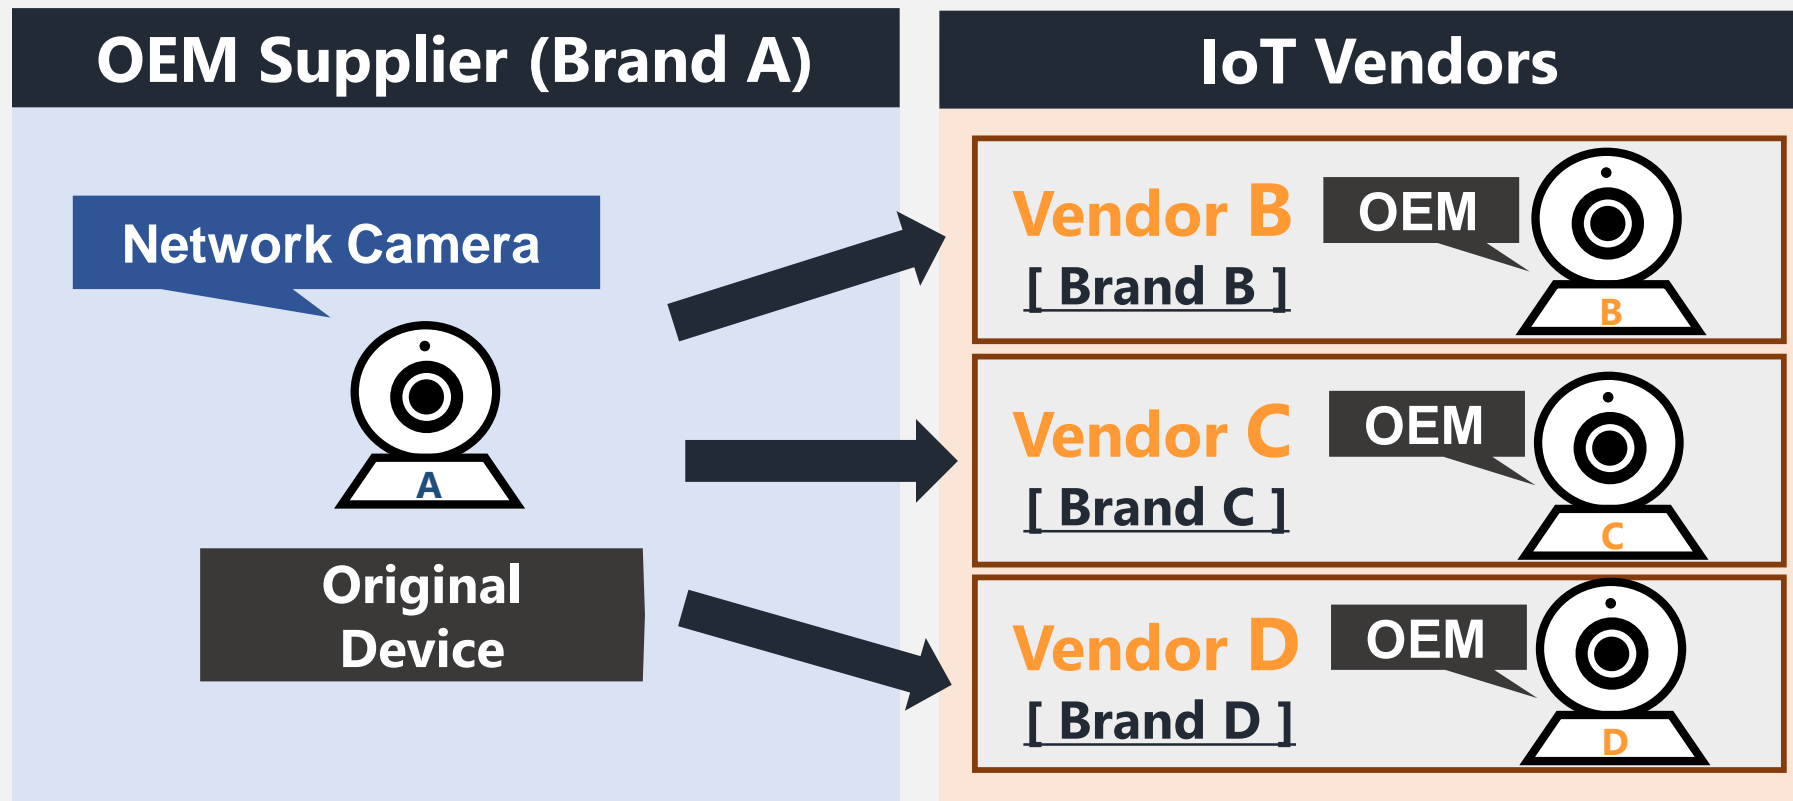 OEM Supplier (Brand A)
Network Camera
A
Original
Device
IoT Vendors
Vendor B
[ Brand B ]
OEM
B
Vendor C
[ Brand C ]
OEM
C
Vendor D
[ Brand D ]
OEM
D